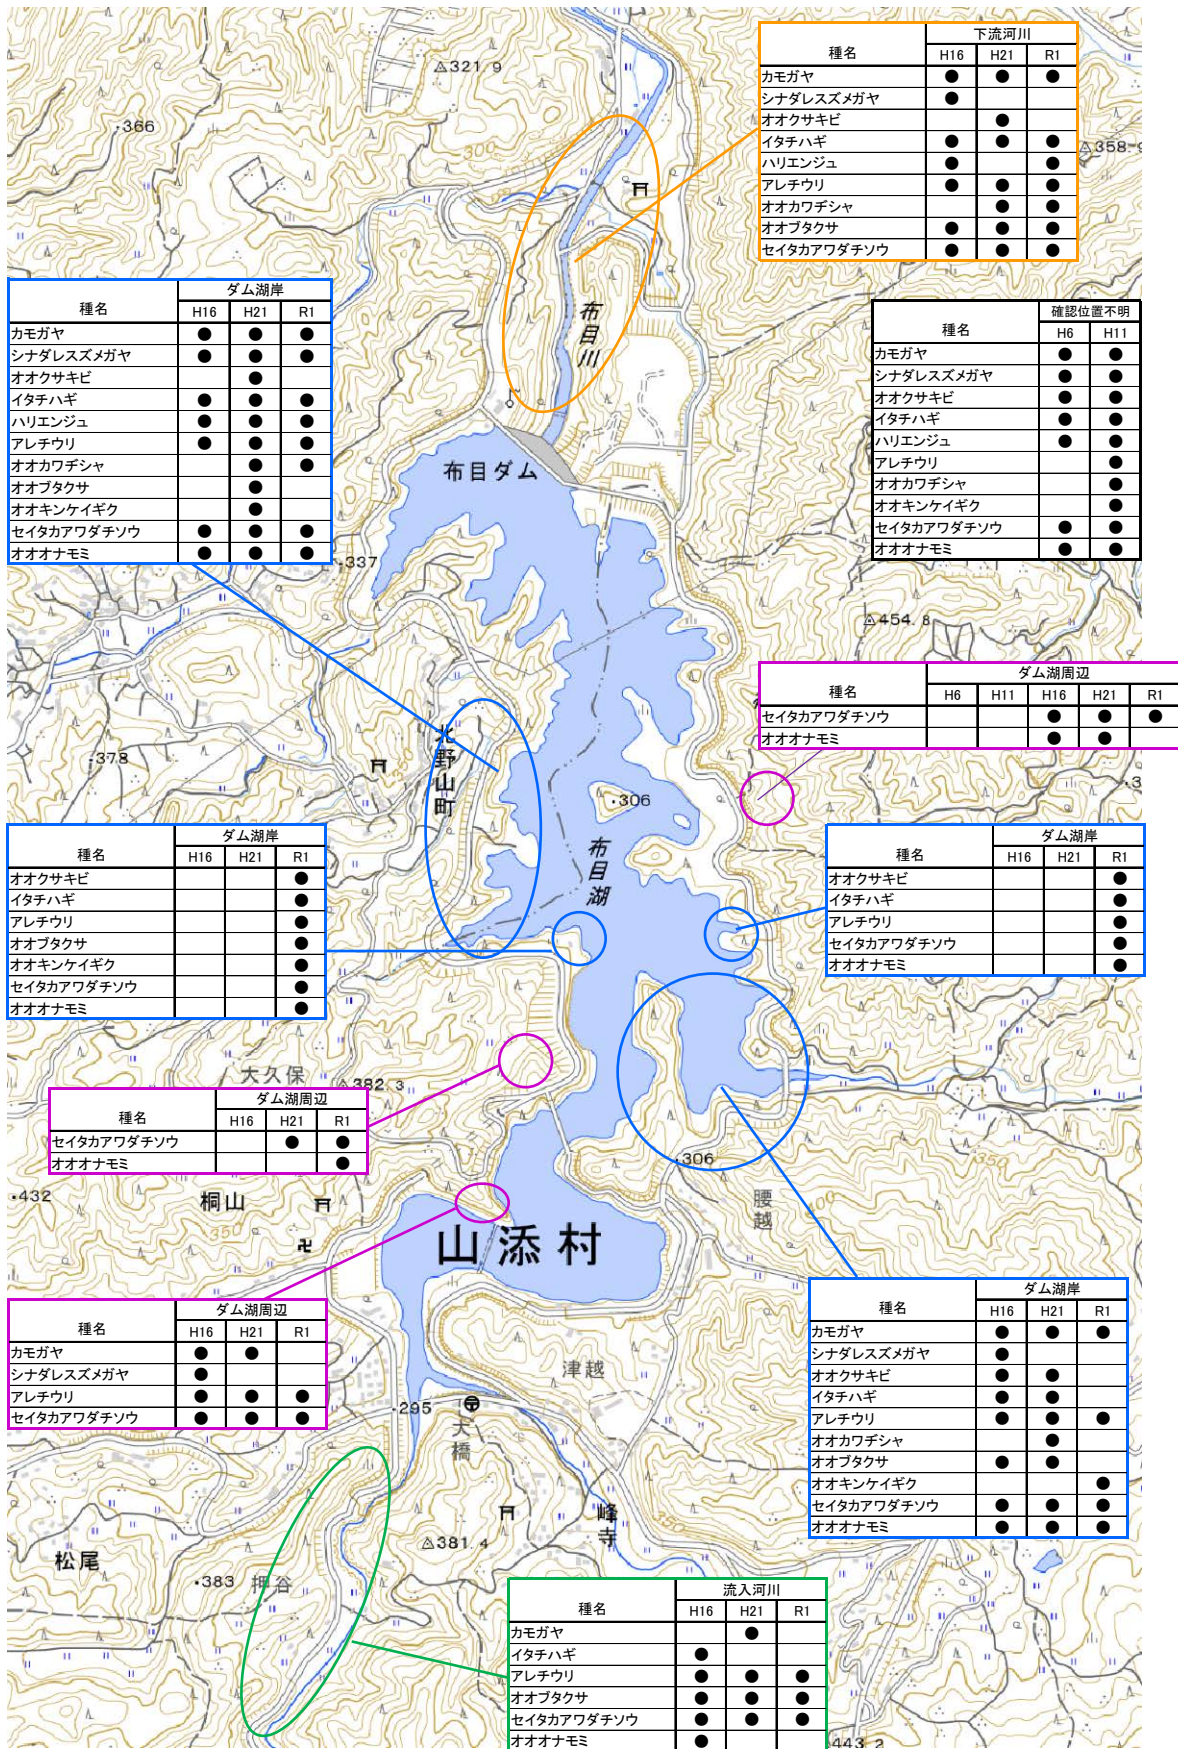 下流河川
種名 H16 H21 R1
カモガヤ ● ● ●
シナダレスズメガヤ ●
オオクサキビ ●
イタチハギ ● ● ●
ハリエンジュ ● ●
アレチウリ ● ● ●
オオカワヂシャ ● ●
オオブタクサ ● ● ●
セイタカアワダチソウ ● ● ●
△321.9
・366
300
△358.9
ダム湖岸
種名 H16 H21 R1
カモガヤ ● ● ●
シナダレスズメガヤ ● ● ●
オオクサキビ ●
イタチハギ ● ● ●
ハリエンジュ ● ● ●
アレチウリ ● ● ●
オオカワヂシャ ● ●
オオブタクサ ●
オオキンケイギク ●
セイタカアワダチソウ ● ● ●
オオオナモミ ● ● ●
布目川
確認位置不明
種名 H6 H11
カモガヤ ● ●
シナダレスズメガヤ ● ●
オオクサキビ ● ●
イタチハギ ● ●
ハリエンジュ ● ●
アレチウリ ●
オオカワヂシャ ●
オオキンケイギク ●
セイタカアワダチソウ ● ●
オオオナモミ ● ●
布目ダム
・337
△454.8
ダム湖周辺
種名 H6 H11 H16 H21 R1
セイタカアワダチソウ ● ● ●
オオオナモミ ● ●
・378
北野山町
・306
布目湖
ダム湖岸
種名 H16 H21 R1
オオクサキビ ●
イタチハギ ●
アレチウリ ●
オオブタクサ ●
オオキンケイギク ●
セイタカアワダチソウ ●
オオオナモミ ●
ダム湖岸
種名 H16 H21 R1
オオクサキビ ●
イタチハギ ●
アレチウリ ●
セイタカアワダチソウ ●
オオオナモミ ●
大久保
△382.3
ダム湖周辺
種名 H16 H21 R1
セイタカアワダチソウ ● ●
オオオナモミ ●
・306
350
・432
桐山
350
腰越
山添村
ダム湖周辺
種名 H16 H21 R1
カモガヤ ● ●
シナダレスズメガヤ ●
アレチウリ ● ● ●
セイタカアワダチソウ ● ● ●
ダム湖岸
種名 H16 H21 R1
カモガヤ ● ● ●
シナダレスズメガヤ ●
オオクサキビ ● ●
イタチハギ ● ●
アレチウリ ● ● ●
オオカワヂシャ ●
オオブタクサ ● ●
オオキンケイギク ●
セイタカアワダチソウ ● ● ●
オオオナモミ ● ● ●
津越
・295
大橋
峰寺
350
△381.4
松尾
・383
押谷
流入河川
種名 H16 H21 R1
カモガヤ ●
イタチハギ ●
アレチウリ ● ● ●
オオブタクサ ● ● ●
セイタカアワダチソウ ● ● ●
オオオナモミ ●
443.2